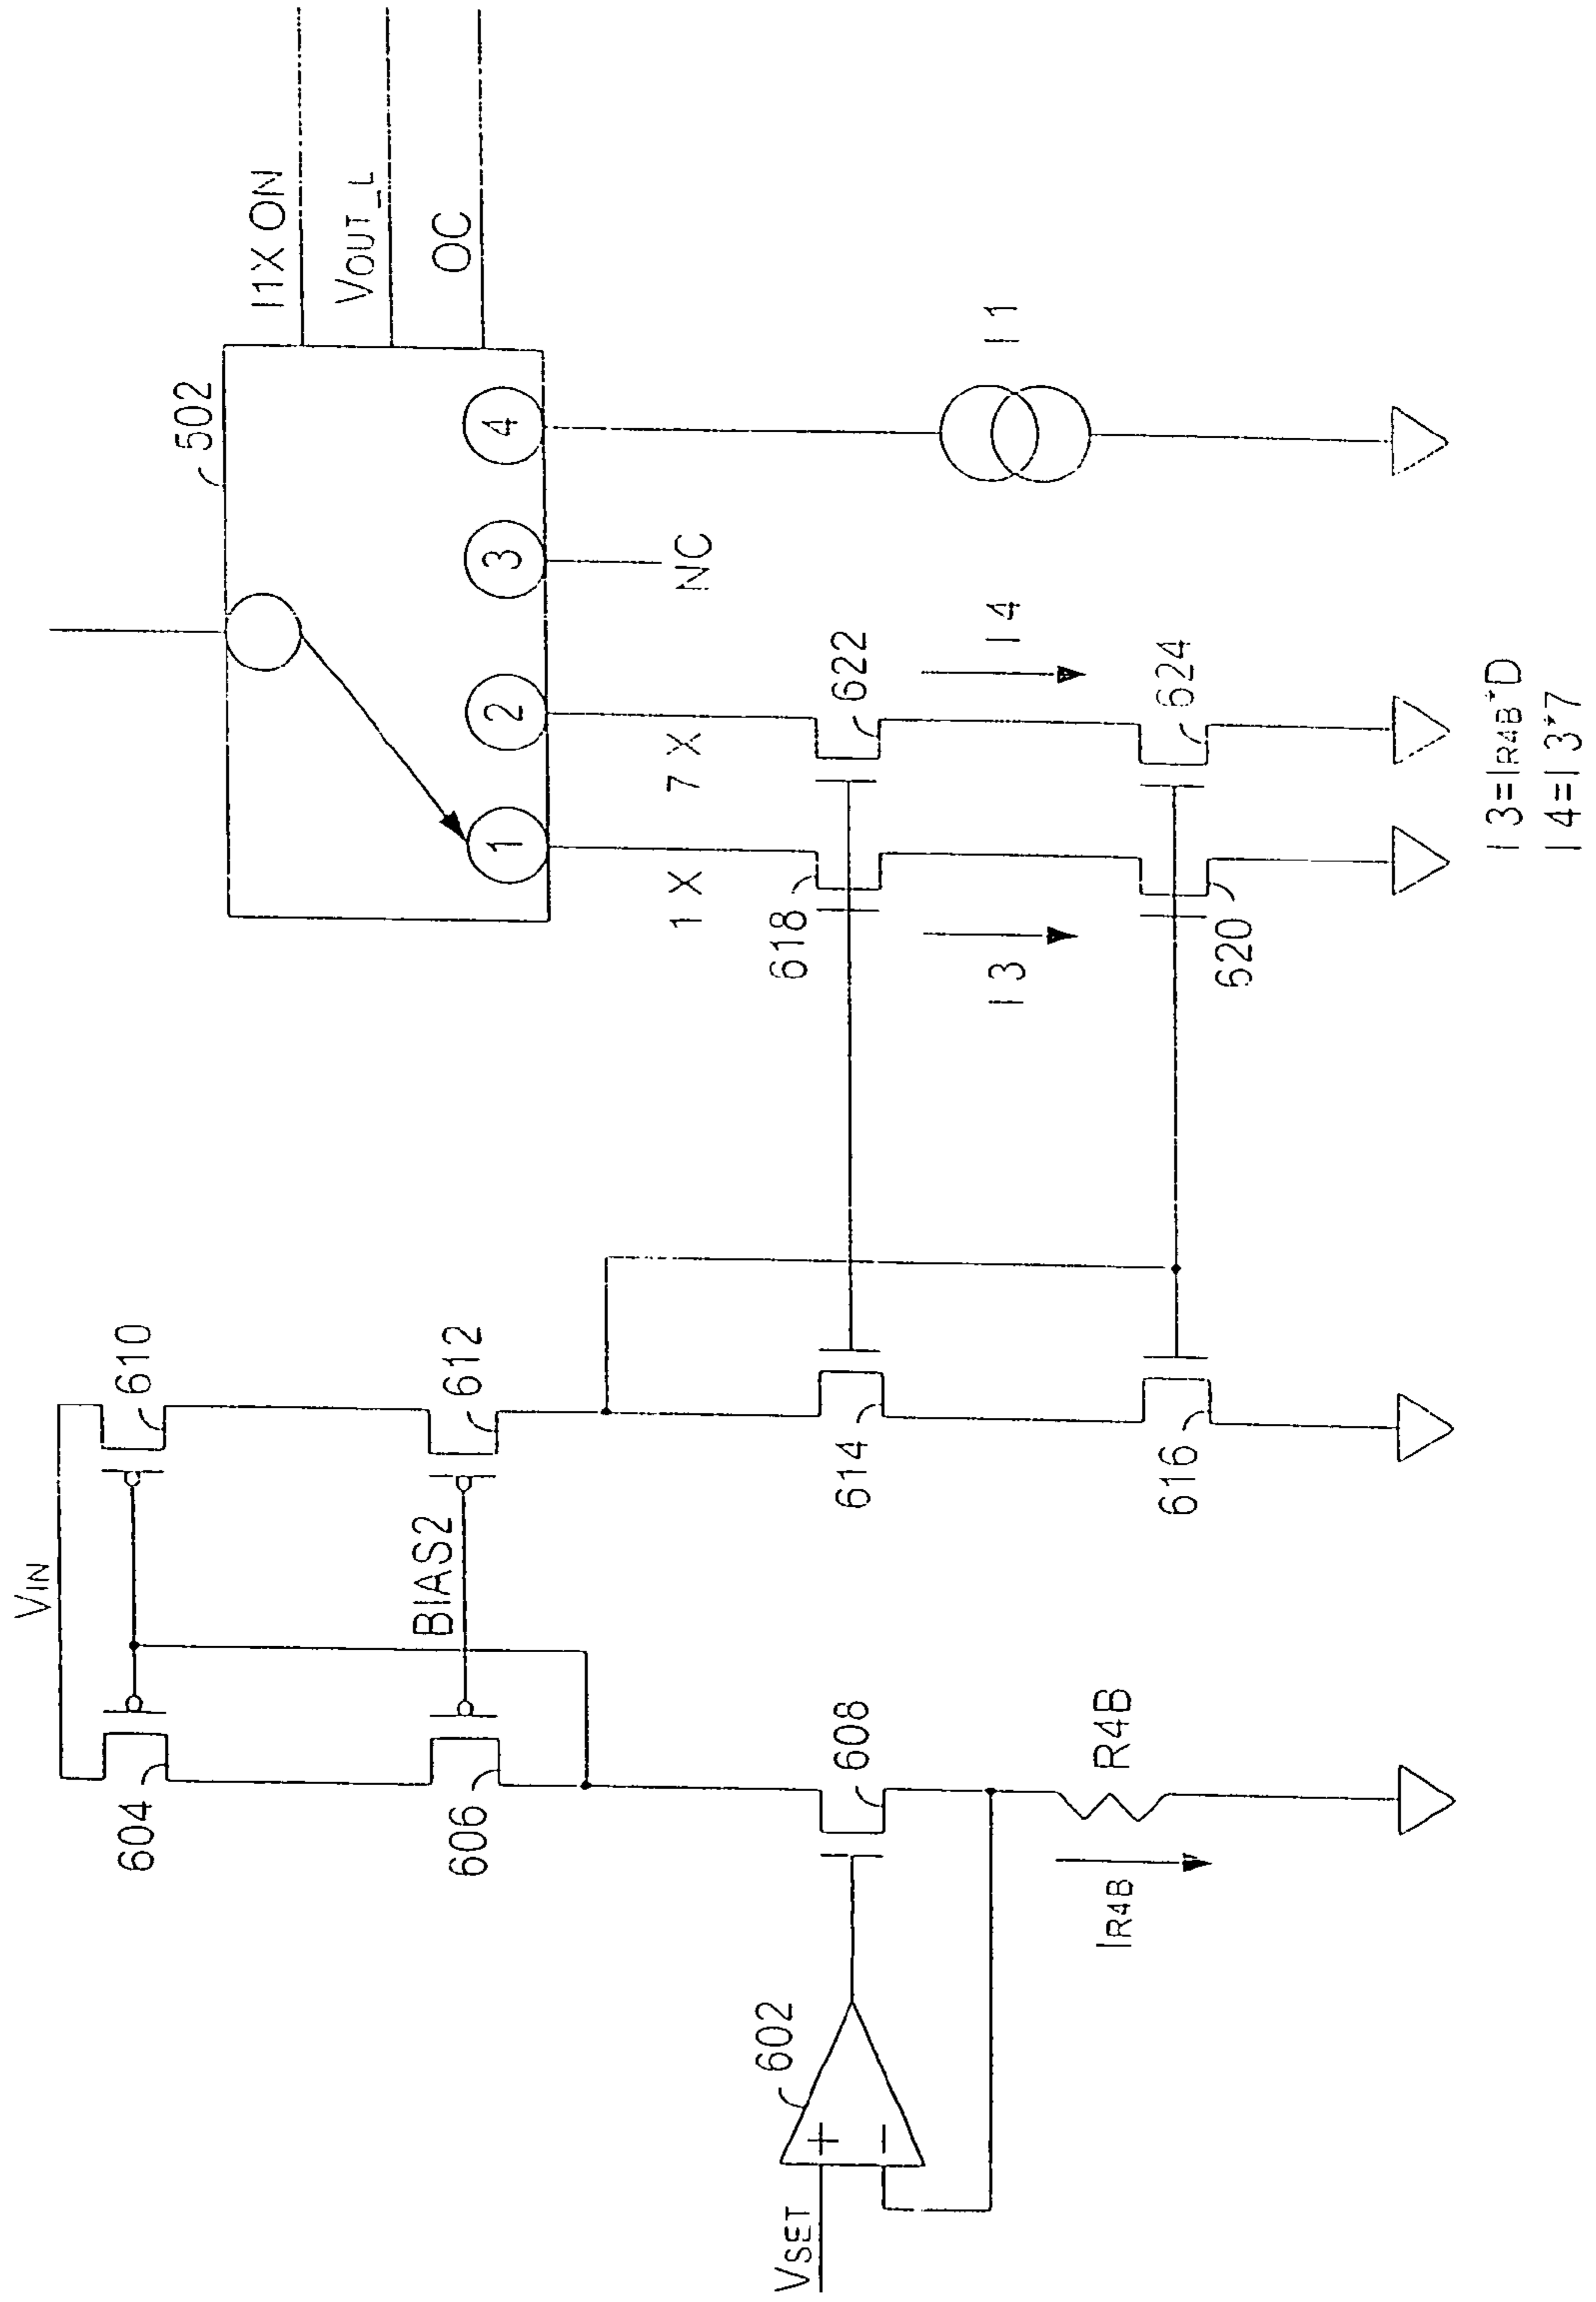 VIN
604
610
606
BIAS2
612
VSET
602
608
IR4B
R4B
614
616
502
I1X ON
VOUT_L
OC
1
2
3
4
1X
7X
NC
618
622
I3
I4
I1
620
624
I3=IR4B*D
I4=I3*7